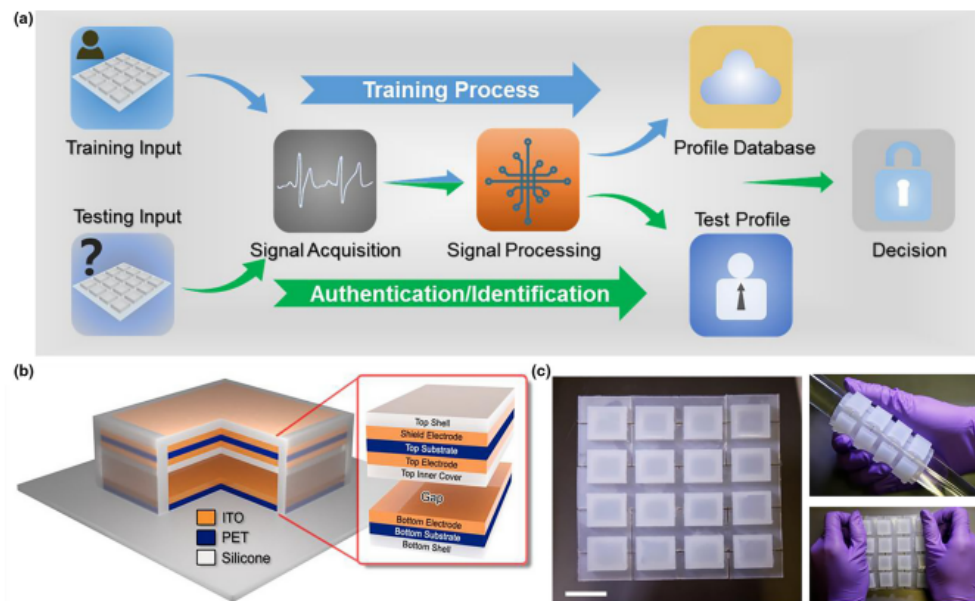 (a)
Training Process
Training Input
Profile Database
Testing Input
Signal Acquisition
Signal Processing
Test Profile
Decision
?
Authentication/Identification
(b)
Top Shell
Shield Electrode
Top Substrate
Top Electrode
Top Inner Cover
Gap
Bottom Electrode
Bottom Substrate
Bottom Shell
ITO
PET
Silicone
(c)